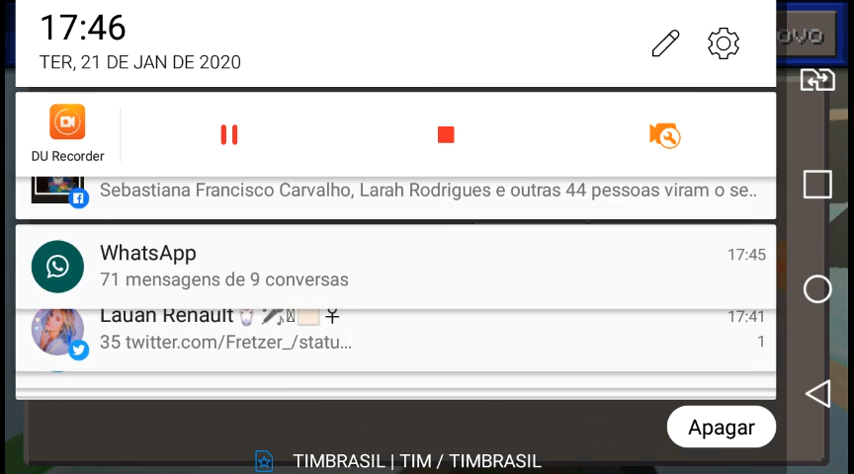 17:46
TER, 21 DE JAN DE 2020
OVO
DU Recorder
Sebastiana Francisco Carvalho, Larah Rodrigues e outras 44 pessoas viram o se..
WhatsApp 17:45
71 mensagens de 9 conversas
Lauan Renault 17:41
35 twitter.com/Fretzer_/statu... 1
Apagar
TIMBRASIL | TIM / TIMBRASIL